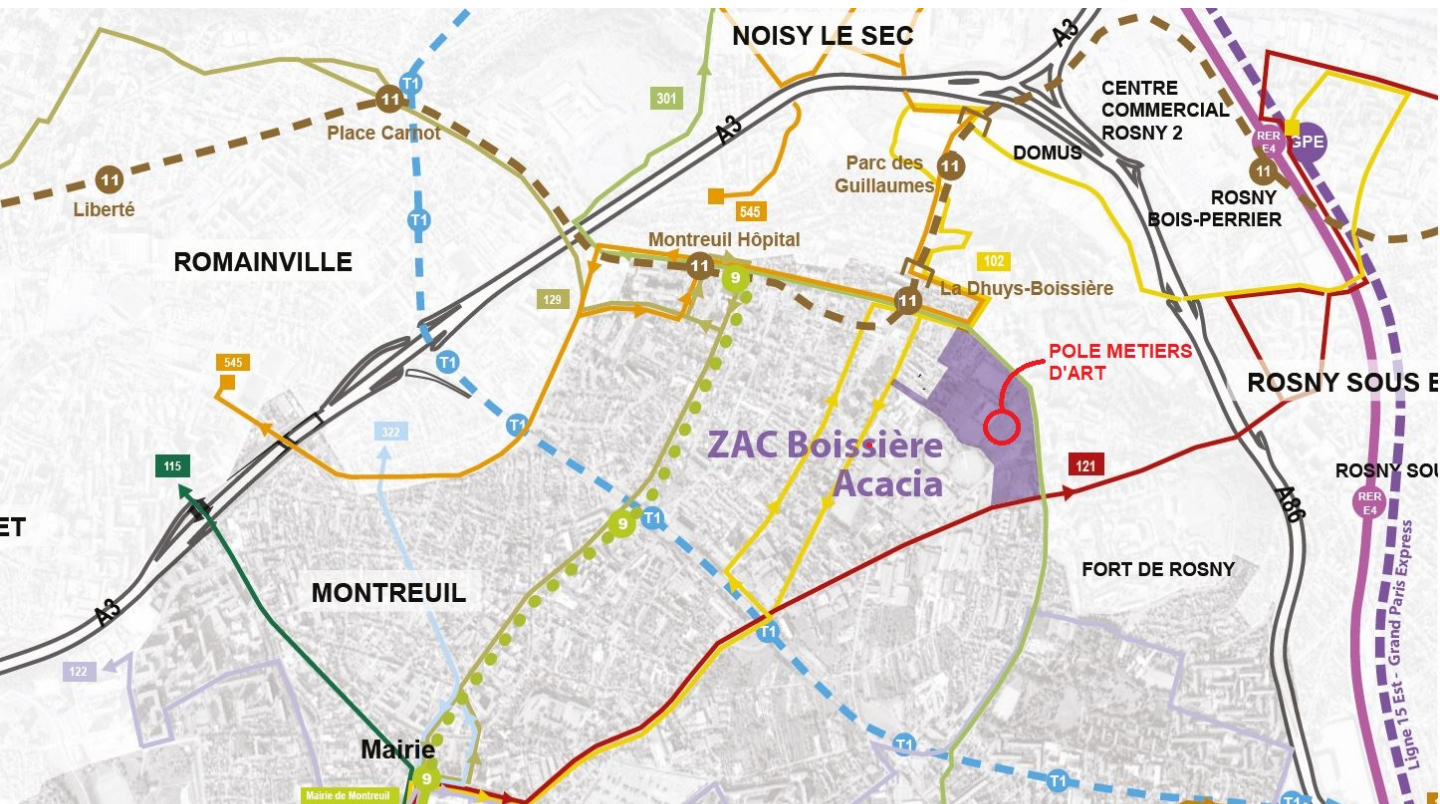 NOISY LE SEC
A3
T1
11
Place Carnot
301
A3
CENTRE
COMMERCIAL
ROSNY 2
RER
E4
GPE
DOMUS
Parc des
Guillaumes
11
11
ROSNY
BOIS-PERRIER
11
Liberté
T1
545
Montreuil Hôpital
11
9
102
La Dhuys-Boissière
11
ROMAINVILLE
129
T1
545
POLE METIERS
D'ART
ROSNY SOUS E
T1
322
ZAC Boissière
Acacia
115
121
ROSNY SOU
RER
E4
A86
ET
9
T1
MONTREUIL
FORT DE ROSNY
A3
T1
122
Ligne 15 Est - Grand Paris Express
Mairie
9
Mairie de Montreuil
T1
T1
T1